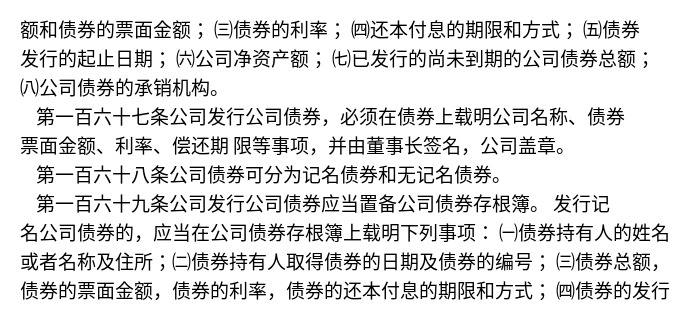 额和债券的票面金额；㈢债券的利率；㈣还本付息的期限和方式；㈤债券
发行的起止日期；㈥公司净资产额；㈦已发行的尚未到期的公司债券总额；
㈧公司债券的承销机构。
第一百六十七条公司发行公司债券，必须在债券上载明公司名称、债券
票面金额、利率、偿还期 限等事项，并由董事长签名，公司盖章。
第一百六十八条公司债券可分为记名债券和无记名债券。
第一百六十九条公司发行公司债券应当置备公司债券存根簿。 发行记
名公司债券的，应当在公司债券存根簿上载明下列事项：㈠债券持有人的姓名
或者名称及住所；㈡债券持有人取得债券的日期及债券的编号；㈢债券总额，
债券的票面金额，债券的利率，债券的还本付息的期限和方式；㈣债券的发行